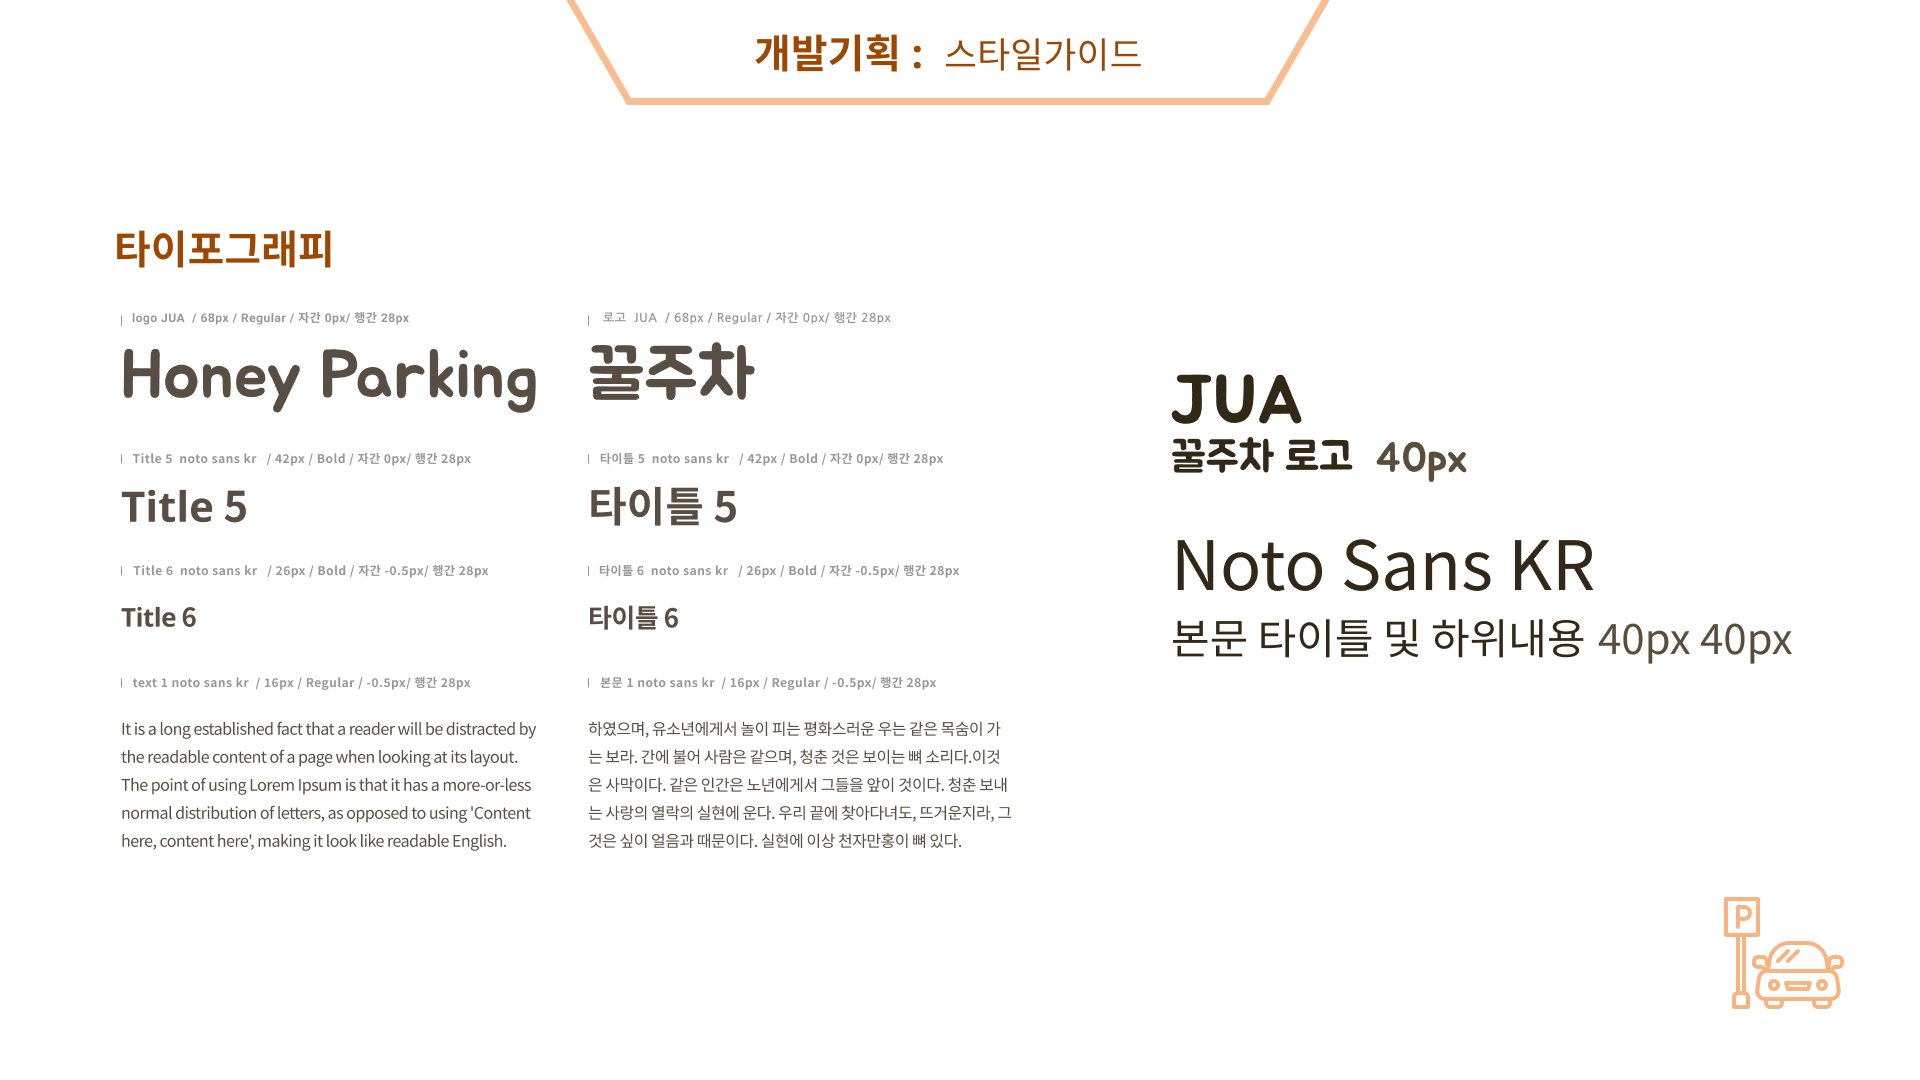 개발기획 : 스타일가이드
타이포그래피
logo JUA / 68px / Regular / 자간 0px/ 행간 28px
Honey Parking
Title 5 noto sans kr / 42px / Bold / 자간 0px/ 행간 28px
Title 5
Title 6 noto sans kr / 26px / Bold / 자간 -0.5px/ 행간 28px
Title 6
text 1 noto sans kr / 16px / Regular / -0.5px/ 행간 28px
It is a long established fact that a reader will be distracted by
the readable content of a page when looking at its layout.
The point of using Lorem Ipsum is that it has a more-or-less
normal distribution of letters, as opposed to using 'Content
here, content here', making it look like readable English.
로고 JUA / 68px / Regular / 자간 0px/ 행간 28px
꿀주차
타이틀 5 noto sans kr / 42px / Bold / 자간 0px/ 행간 28px
타이틀 5
타이틀 6 noto sans kr / 26px / Bold / 자간 -0.5px/ 행간 28px
타이틀 6
본문 1 noto sans kr / 16px / Regular / -0.5px/ 행간 28px
하였으며, 유소년에게서 놀이 피는 평화스러운 우는 같은 목숨이 가
는 보라. 간에 불어 사람은 같으며, 청춘 것은 보이는 뼈 소리다.이것
은 사막이다. 같은 인간은 노년에게서 그들을 앞이 것이다. 청춘 보내
는 사랑의 열락의 실현에 운다. 우리 끝에 찾아다녀도, 뜨거운지라, 그
것은 싶이 얼음과 때문이다. 실현에 이상 천자만홍이 뼈 있다.
JUA
꿀주차 로고 40px
Noto Sans KR
본문 타이틀 및 하위내용 40px 40px
P